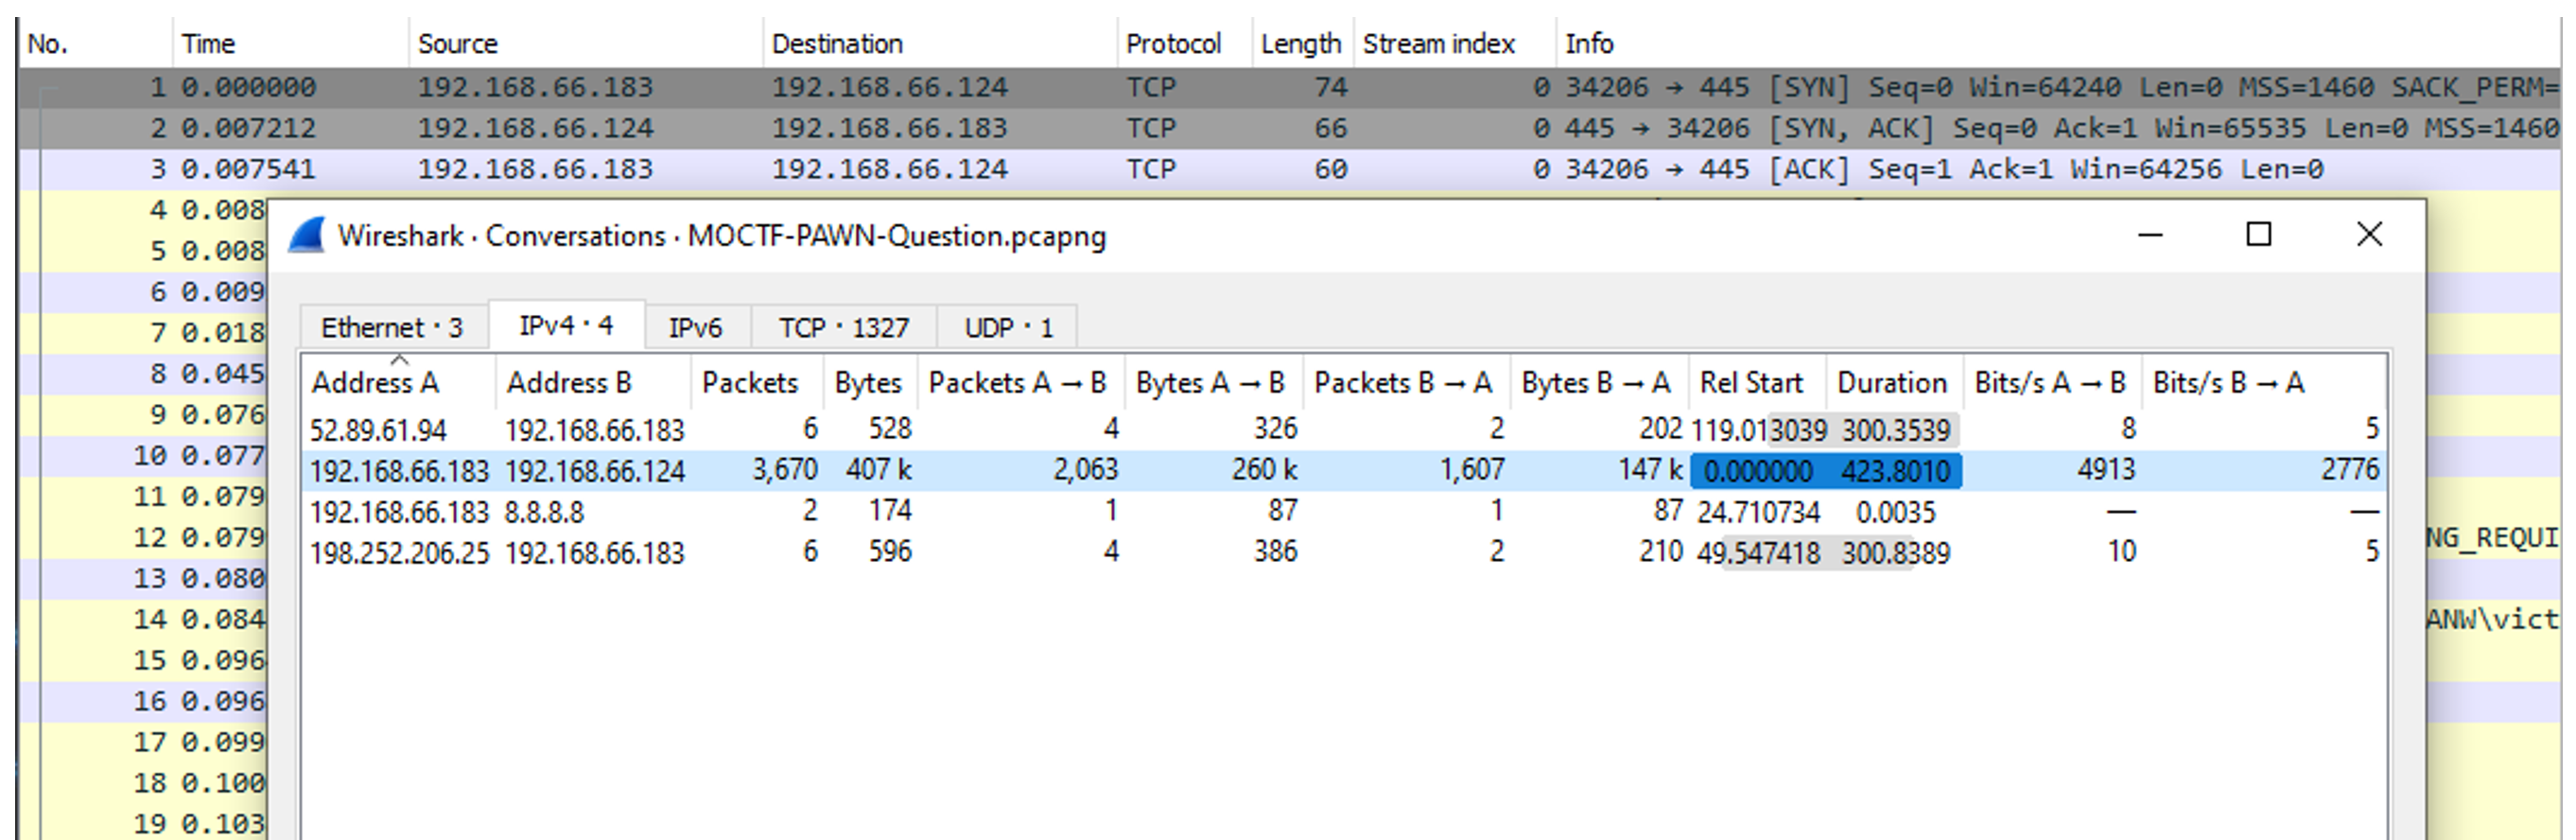 No. Time Source Destination Protocol Length Stream index Info
1 0.000000 192.168.66.183 192.168.66.124 TCP 74 0 34206 → 445 [SYN] Seq=0 Win=64240 Len=0 MSS=1460 SACK_PERM=
2 0.007212 192.168.66.124 192.168.66.183 TCP 66 0 445 → 34206 [SYN, ACK] Seq=0 Ack=1 Win=65535 Len=0 MSS=1460
3 0.007541 192.168.66.183 192.168.66.124 TCP 60 0 34206 → 445 [ACK] Seq=1 Ack=1 Win=64256 Len=0
4 0.008
Wireshark · Conversations · MOCTF-PAWN-Question.pcapng
5 0.008
6 0.009
7 0.018
Ethernet · 3 IPv4 · 4 IPv6 TCP · 1327 UDP · 1
8 0.045
Address A Address B Packets Bytes Packets A → B Bytes A → B Packets B → A Bytes B → A Rel Start Duration Bits/s A → B Bits/s B → A
9 0.076
52.89.61.94 192.168.66.183 6 528 4 326 2 202 119.013039 300.3539 8 5
10 0.077
192.168.66.183 192.168.66.124 3,670 407 k 2,063 260 k 1,607 147 k 0.000000 423.8010 4913 2776
11 0.079
192.168.66.183 8.8.8.8 2 174 1 87 1 87 24.710734 0.0035 — —
12 0.079 NG_REQUI
198.252.206.25 192.168.66.183 6 596 4 386 2 210 49.547418 300.8389 10 5
13 0.080
14 0.084 ANW\vict
15 0.096
16 0.096
17 0.099
18 0.100
19 0.103